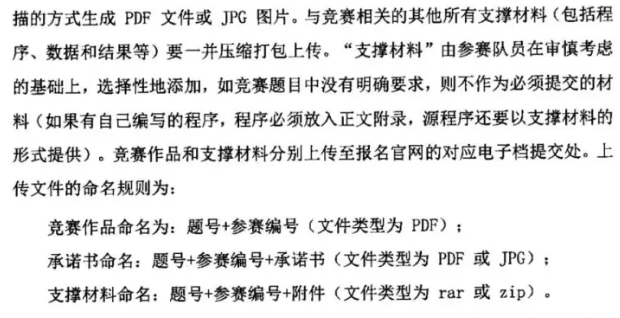 描的方式生成 PDF 文件或 JPG 图片。与竞赛相关的其他所有支撑材料（包括程
序、数据和结果等）要一并压缩打包上传。“支撑材料”由参赛队员在审慎考虑
的基础上，选择性地添加，如竞赛题目中没有明确要求，则不作为必须提交的材
料（如果有自己编写的程序，程序必须放入正文附录，源程序还要以支撑材料的
形式提供）。竞赛作品和支撑材料分别上传至报名官网的对应电子档提交处。上
传文件的命名规则为：
竞赛作品命名为：题号+参赛编号（文件类型为 PDF）；
承诺书命名：题号+参赛编号+承诺书（文件类型为 PDF 或 JPG）；
支撑材料命名：题号+参赛编号+附件（文件类型为 rar 或 zip）。